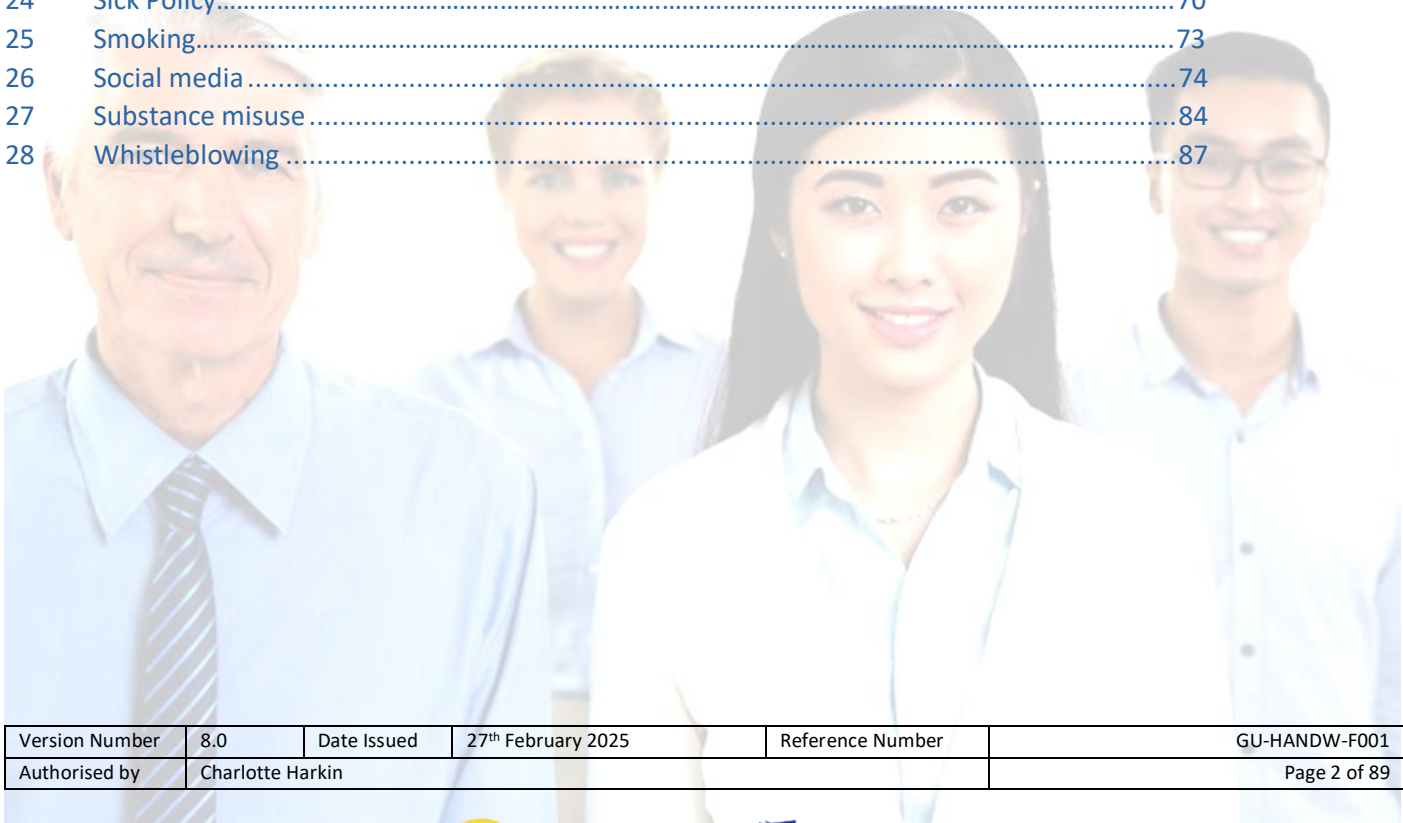 24 Sick Policy........................................................................70
25 Smoking........................................................................73
26 Social media........................................................................74
27 Substance misuse........................................................................84
28 Whistleblowing........................................................................87
Version Number 8.0 Date Issued 27th February 2025 Reference Number GU-HANDW-F001
Authorised by Charlotte Harkin Page 2 of 89